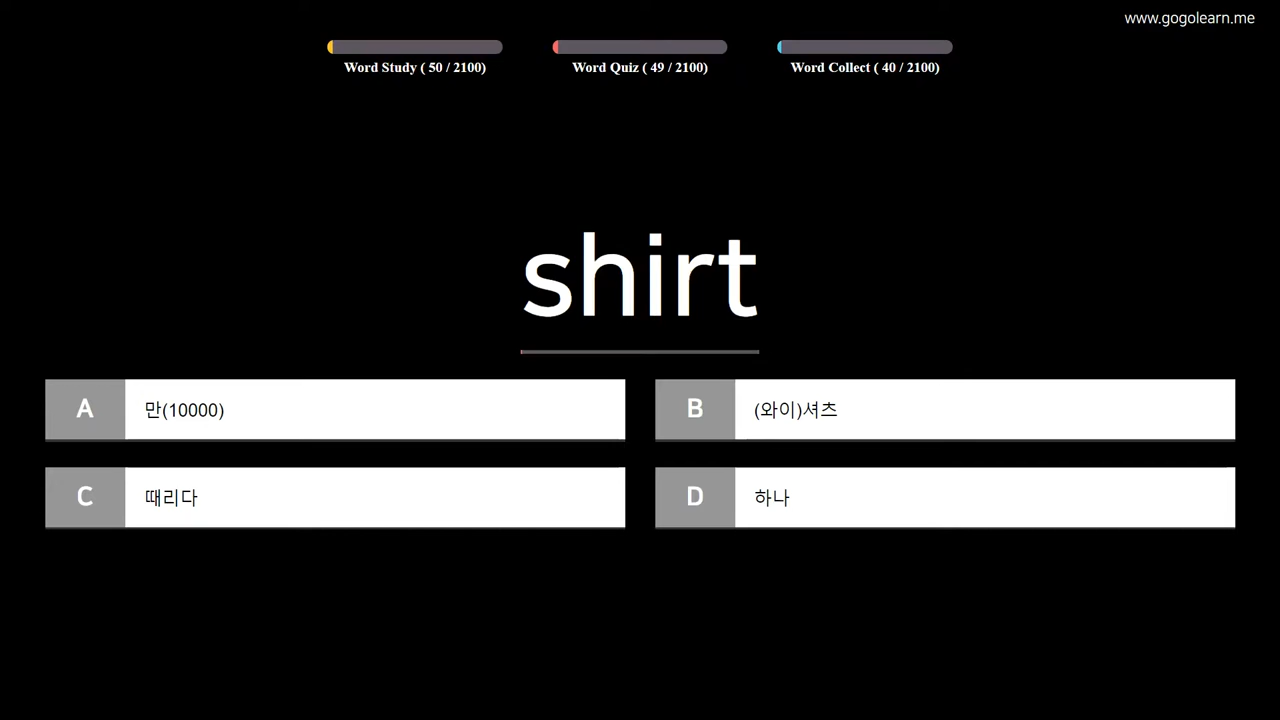 www.gogolearn.me
Word Study ( 50 / 2100)
Word Quiz ( 49 / 2100)
Word Collect ( 40 / 2100)
shirt
A 만(10000)
B (와이)셔츠
C 때리다
D 하나